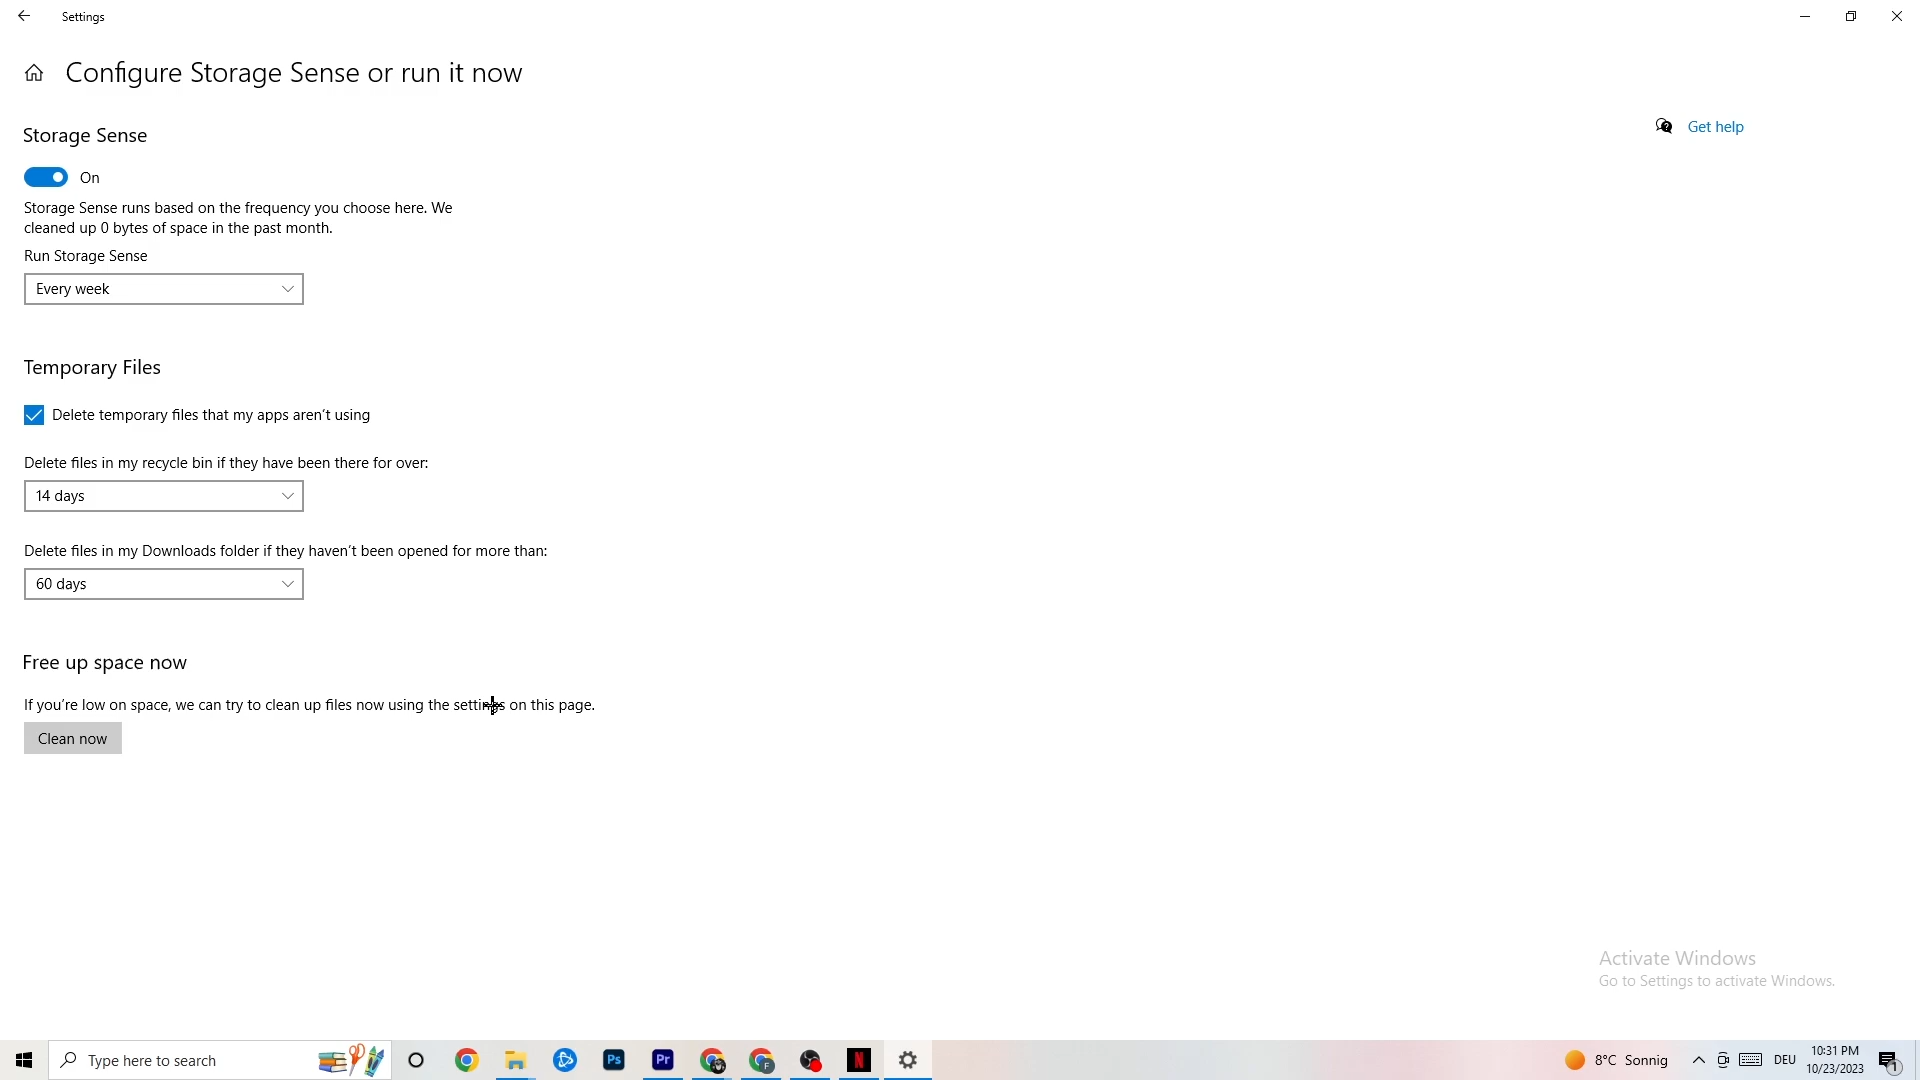 Settings
Configure Storage Sense or run it now
Storage Sense
Get help
On
Storage Sense runs based on the frequency you choose here. We
cleaned up 0 bytes of space in the past month.
Run Storage Sense
Every week
Temporary Files
Delete temporary files that my apps aren't using
Delete files in my recycle bin if they have been there for over:
14 days
Delete files in my Downloads folder if they haven't been opened for more than:
60 days
Free up space now
If you're low on space, we can try to clean up files now using the settings on this page.
Clean now
Activate Windows
Go to Settings to activate Windows.
Type here to search
Ps
Pr
F
N
8°C Sonnig
DEU
10:31 PM
10/23/2023
1